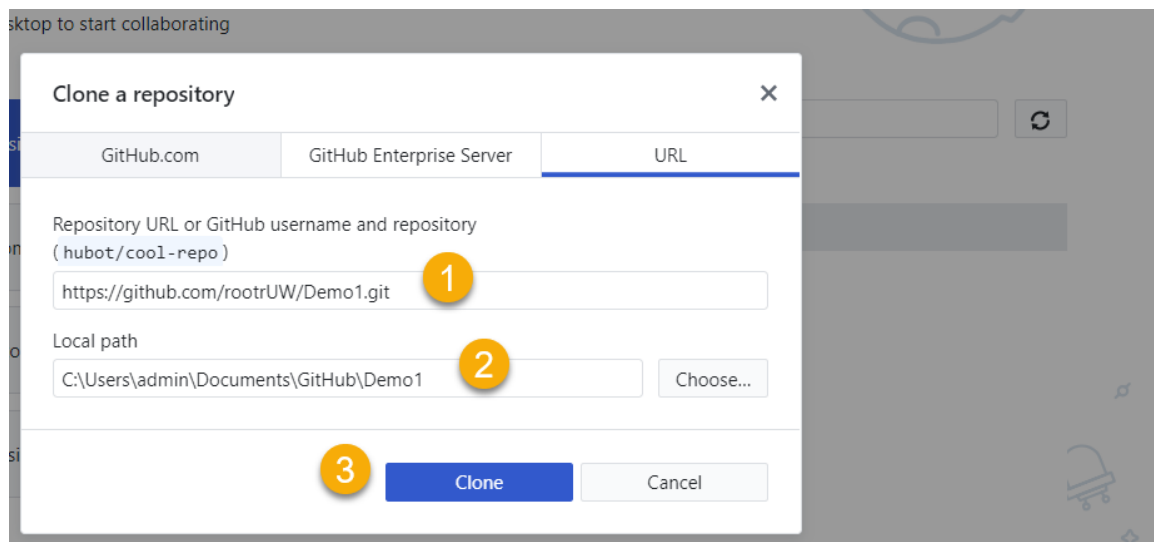 sktop to start collaborating
Clone a repository
GitHub.com GitHub Enterprise Server URL
Repository URL or GitHub username and repository
(hubot/cool-repo)
1
https://github.com/rootrUW/Demo1.git
Local path
2
C:\Users\admin\Documents\GitHub\Demo1 Choose...
3
Clone Cancel